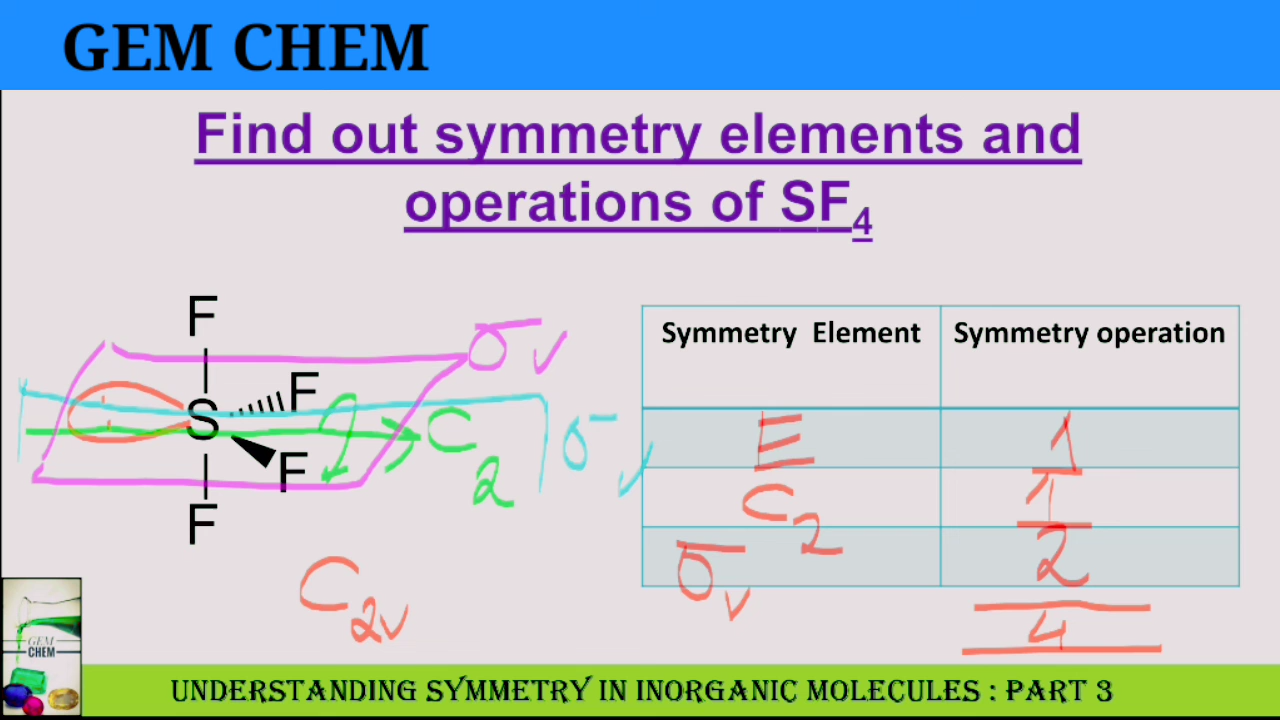 GEM CHEM
Find out symmetry elements and
operations of SF₄
F
σv
S F
C₂
σv
F
F
C₂ᵥ
Symmetry Element Symmetry operation
E 1
C₂ 1
σv 2
4
GEM
CHEM
UNDERSTANDING SYMMETRY IN INORGANIC MOLECULES : PART 3